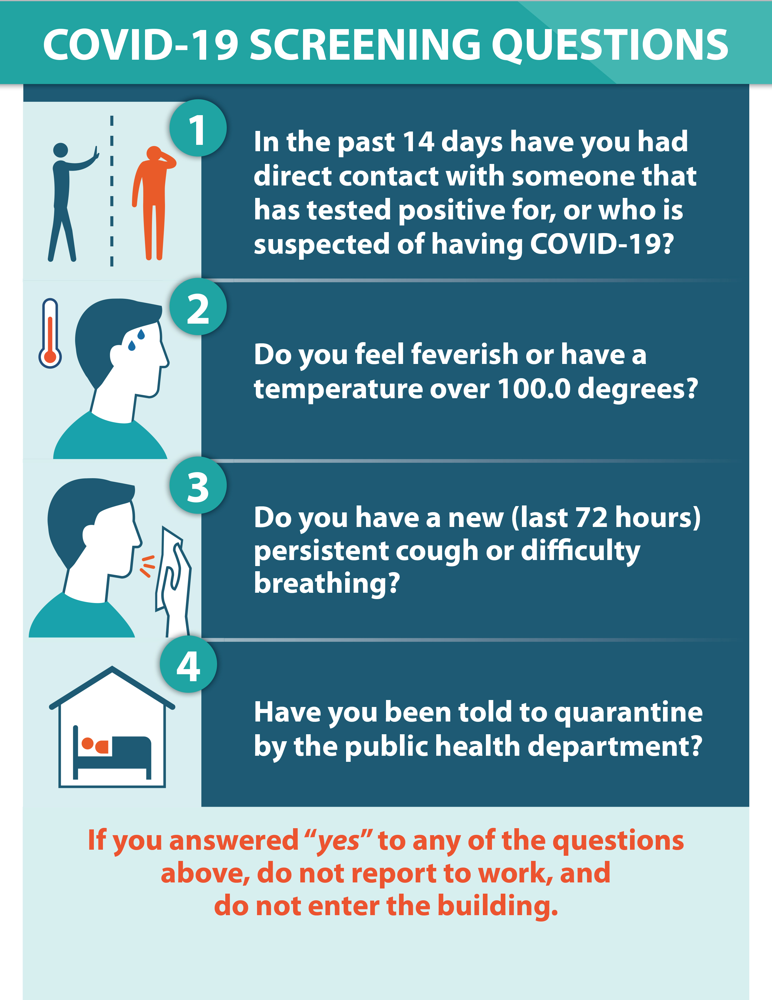 COVID-19 SCREENING QUESTIONS
1
In the past 14 days have you had
direct contact with someone that
has tested positive for, or who is
suspected of having COVID-19?
2
Do you feel feverish or have a
temperature over 100.0 degrees?
3
Do you have a new (last 72 hours)
persistent cough or difficulty
breathing?
4
Have you been told to quarantine
by the public health department?
If you answered “yes” to any of the questions
above, do not report to work, and
do not enter the building.